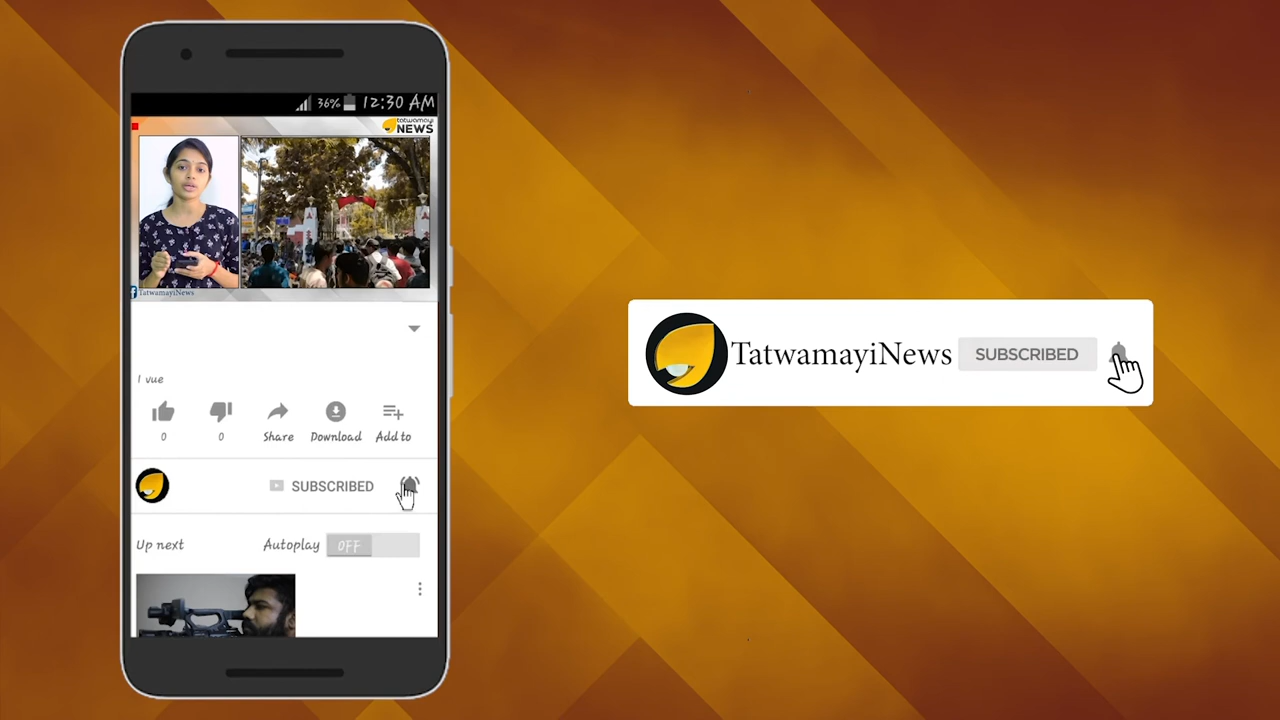 36% 12:30 AM
tatwamayi
NEWS
TatwamayiNews
1 vue
0
0
Share
Download
Add to
SUBSCRIBED
Up next
Autoplay
OFF
TatwamayiNews
SUBSCRIBED